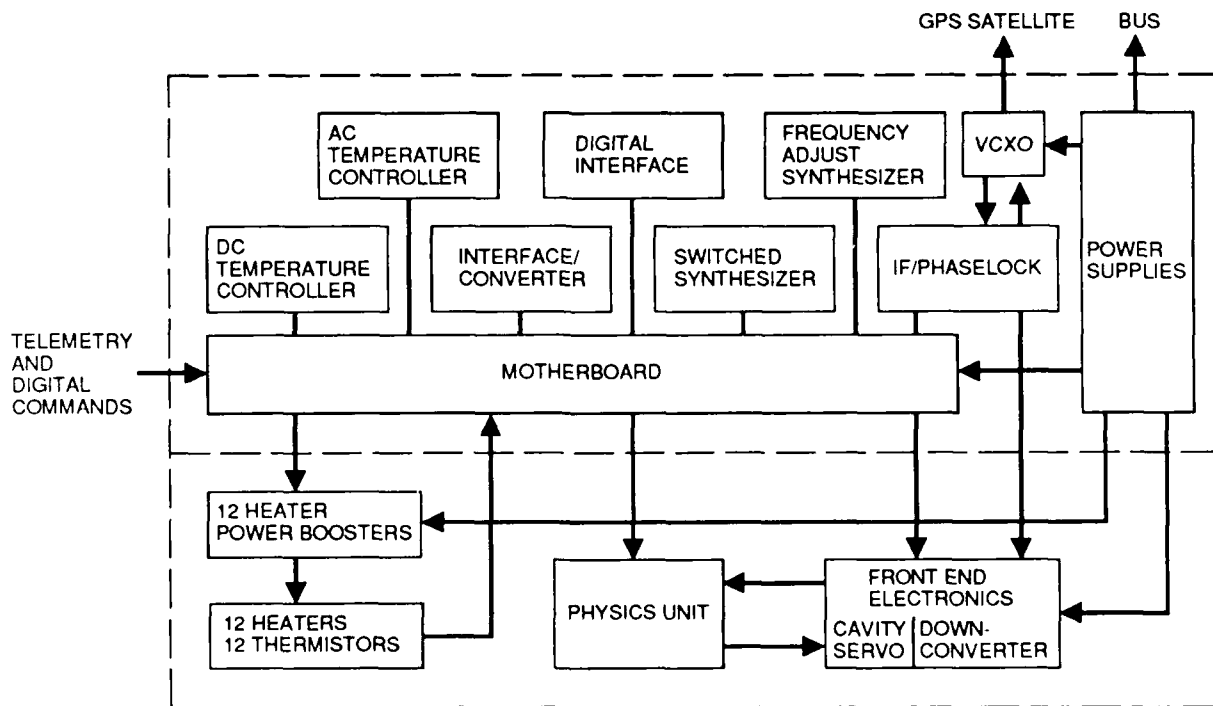 GPS SATELLITE
BUS
AC
TEMPERATURE
CONTROLLER
DIGITAL
INTERFACE
FREQUENCY
ADJUST
SYNTHESIZER
VCXO
DC
TEMPERATURE
CONTROLLER
INTERFACE/
CONVERTER
SWITCHED
SYNTHESIZER
IF/PHASELOCK
POWER
SUPPLIES
TELEMETRY
AND
DIGITAL
COMMANDS
MOTHERBOARD
12 HEATER
POWER BOOSTERS
12 HEATERS
12 THERMISTORS
PHYSICS UNIT
FRONT END
ELECTRONICS
CAVITY
SERVO
DOWN-
CONVERTER